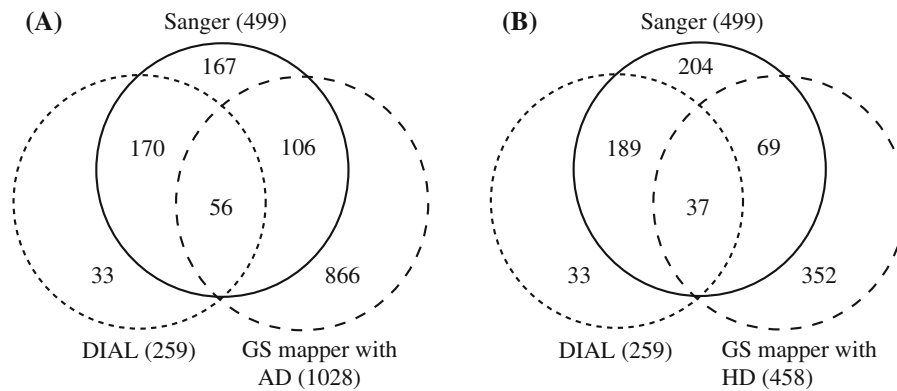 (A)
Sanger (499)
167
170
106
56
33
866
DIAL (259)
GS mapper with
AD (1028)
(B)
Sanger (499)
204
189
69
37
33
352
DIAL (259)
GS mapper with
HD (458)